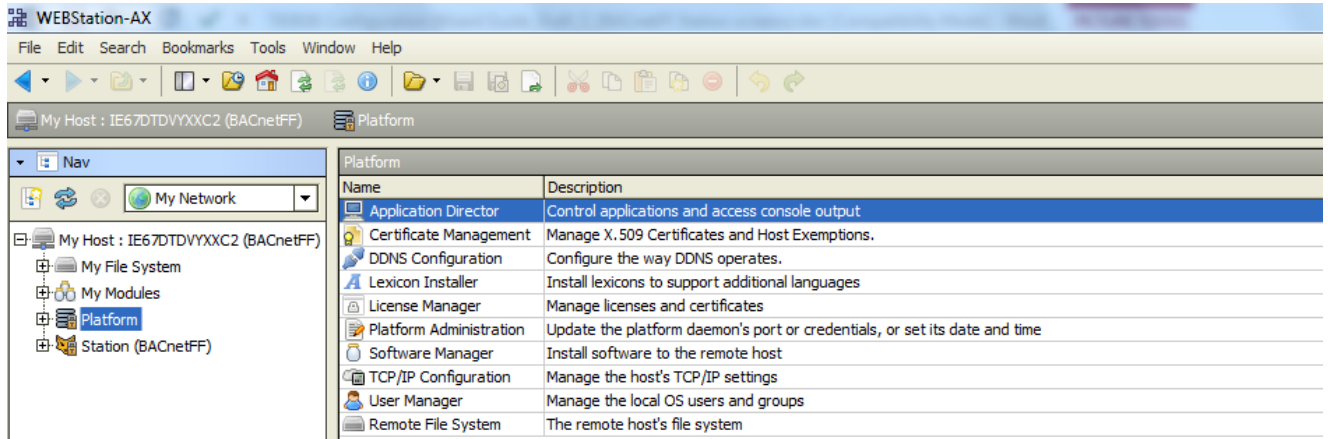 WEBStation-AX
File Edit Search Bookmarks Tools Window Help
My Host : IE67DTDVYXXC2 (BACnetFF) Platform
Nav
My Network
My Host : IE67DTDVYXXC2 (BACnetFF)
My File System
My Modules
Platform
Station (BACnetFF)
Platform
Name Description
Application Director Control applications and access console output
Certificate Management Manage X.509 Certificates and Host Exemptions.
DDNS Configuration Configure the way DDNS operates.
Lexicon Installer Install lexicons to support additional languages
License Manager Manage licenses and certificates
Platform Administration Update the platform daemon's port or credentials, or set its date and time
Software Manager Install software to the remote host
TCP/IP Configuration Manage the host's TCP/IP settings
User Manager Manage the local OS users and groups
Remote File System The remote host's file system